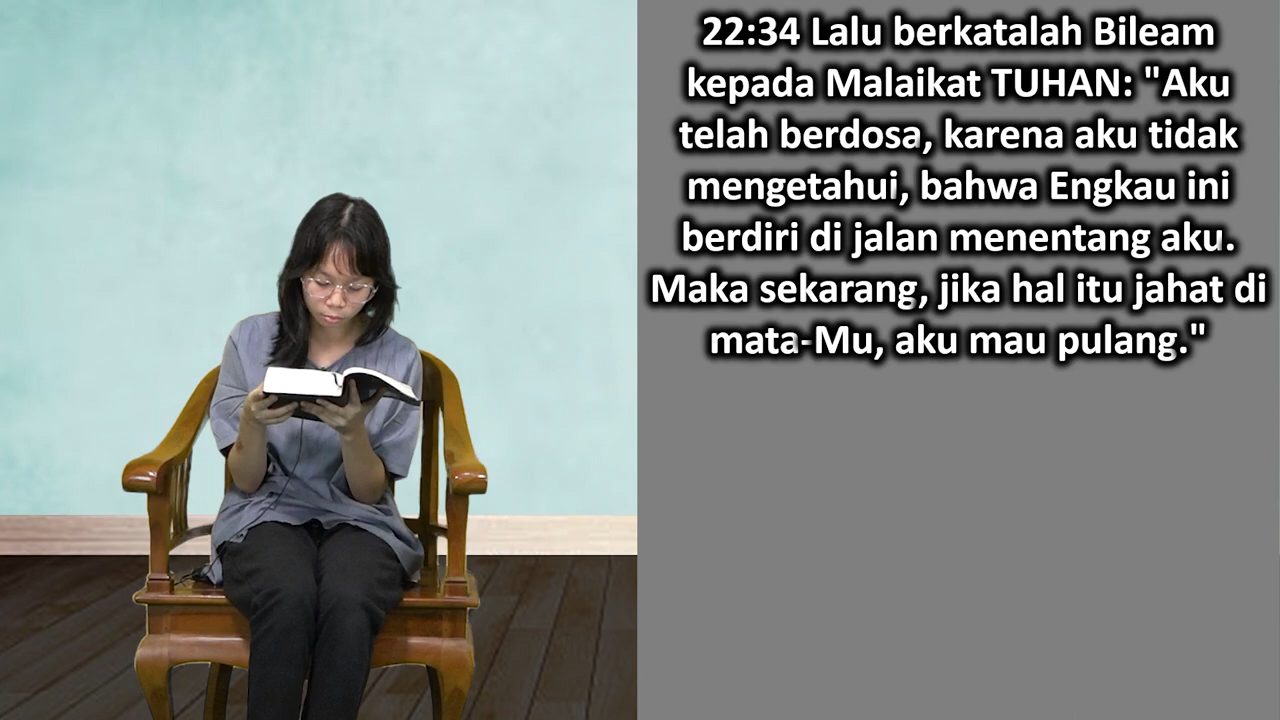 22:34 Lalu berkatalah Bileam
kepada Malaikat TUHAN: "Aku
telah berdosa, karena aku tidak
mengetahui, bahwa Engkau ini
berdiri di jalan menentang aku.
Maka sekarang, jika hal itu jahat di
mata-Mu, aku mau pulang."